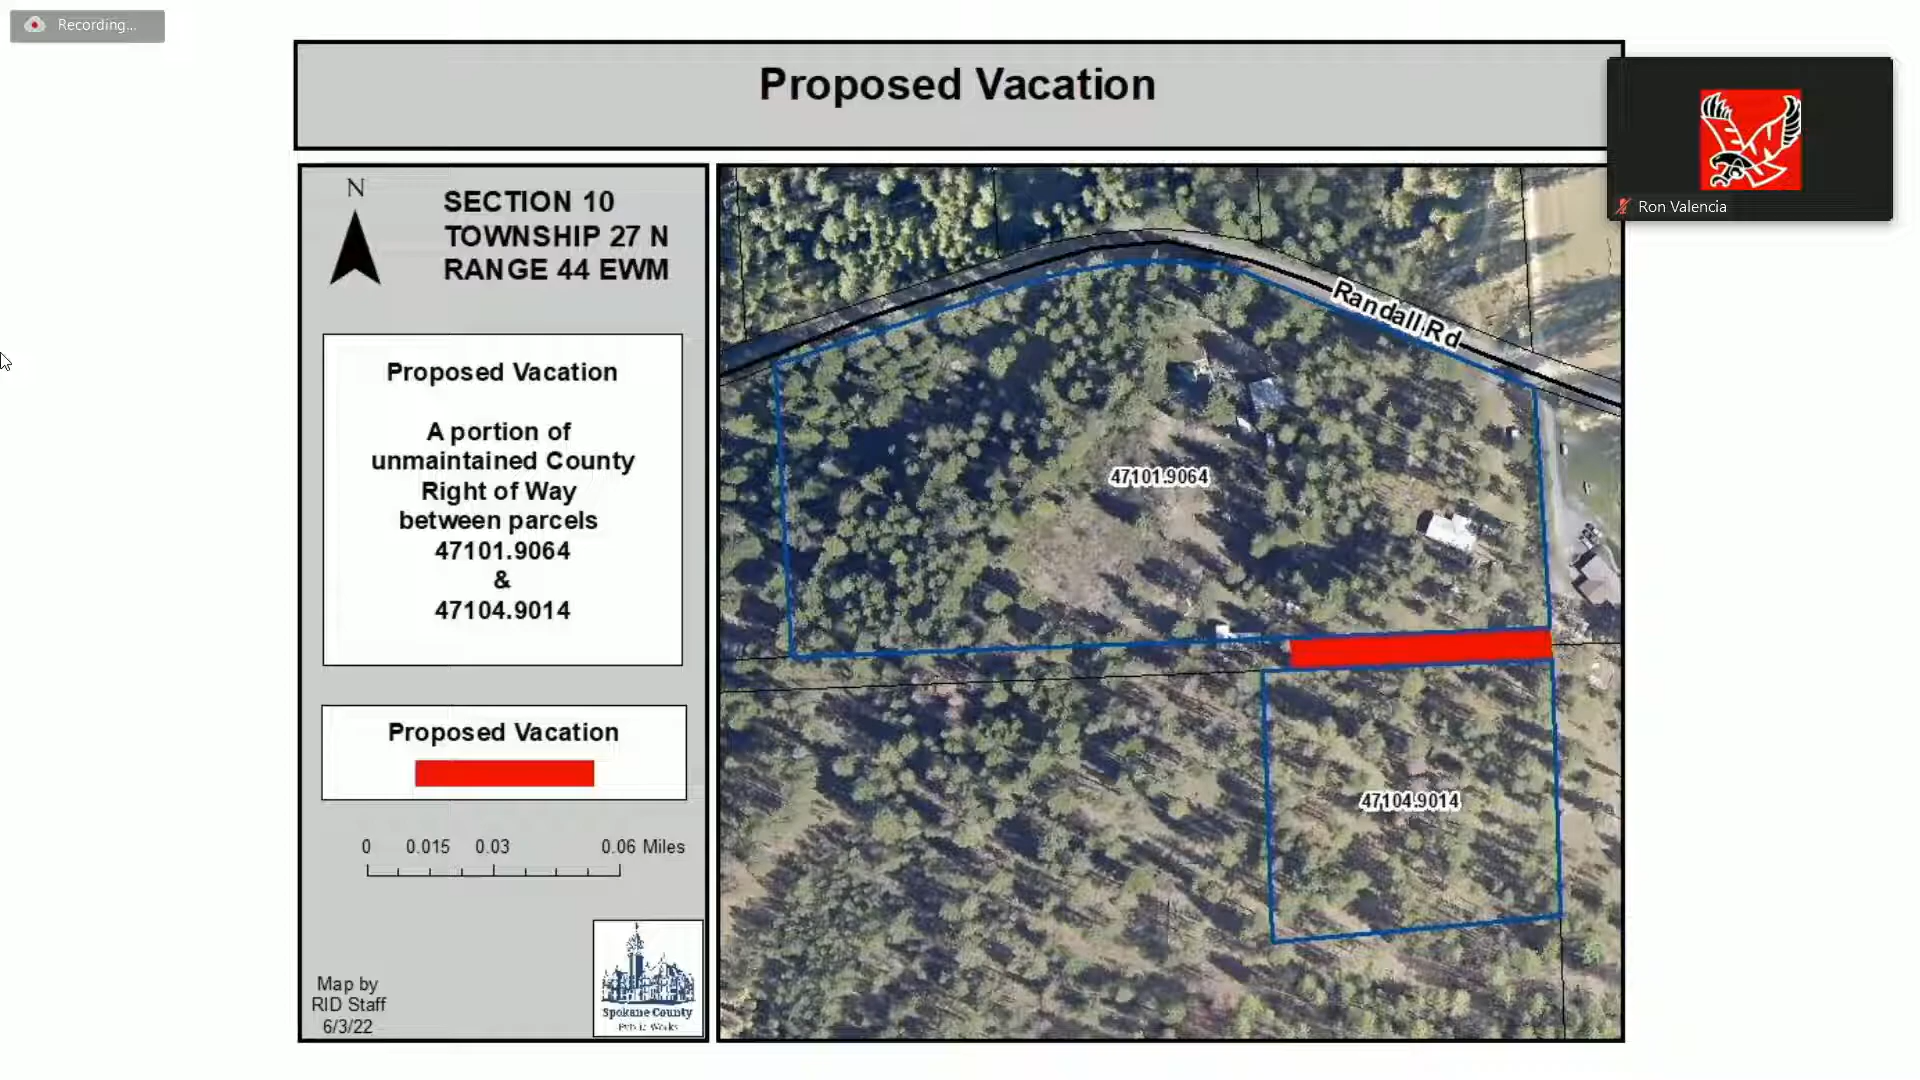 Recording...
Proposed Vacation
Ron Valencia
N
SECTION 10
TOWNSHIP 27 N
RANGE 44 EWM
Proposed Vacation
A portion of
unmaintained County
Right of Way
between parcels
47101.9064
&
47104.9014
Proposed Vacation
0 0.015 0.03 0.06 Miles
Map by
RID Staff
6/3/22
Spokane County
Public Works
Randall Rd
47101.9064
47104.9014